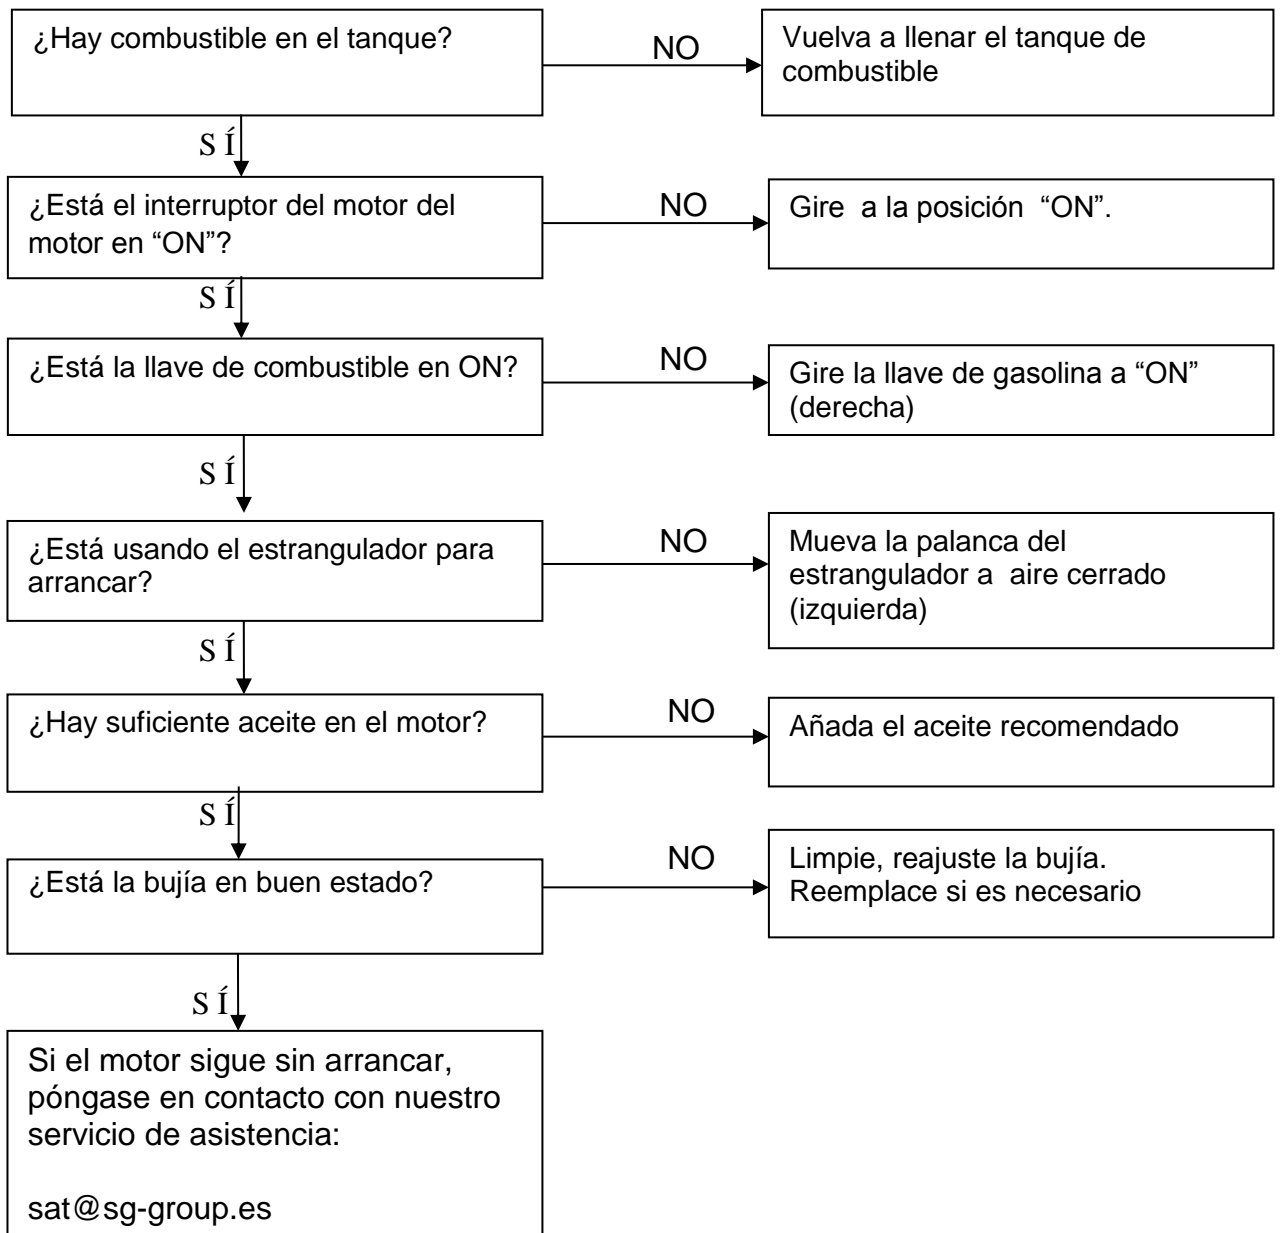 ¿Hay combustible en el tanque?
NO
Vuelva a llenar el tanque de
combustible
S Í
¿Está el interruptor del motor del
motor en “ON”?
NO
Gire a la posición “ON”.
S Í
¿Está la llave de combustible en ON?
NO
Gire la llave de gasolina a “ON”
(derecha)
S Í
¿Está usando el estrangulador para
arrancar?
NO
Mueva la palanca del
estrangulador a aire cerrado
(izquierda)
S Í
¿Hay suficiente aceite en el motor?
NO
Añada el aceite recomendado
S Í
¿Está la bujía en buen estado?
NO
Limpie, reajuste la bujía.
Reemplace si es necesario
S Í
Si el motor sigue sin arrancar,
póngase en contacto con nuestro
servicio de asistencia:
sat@sg-group.es